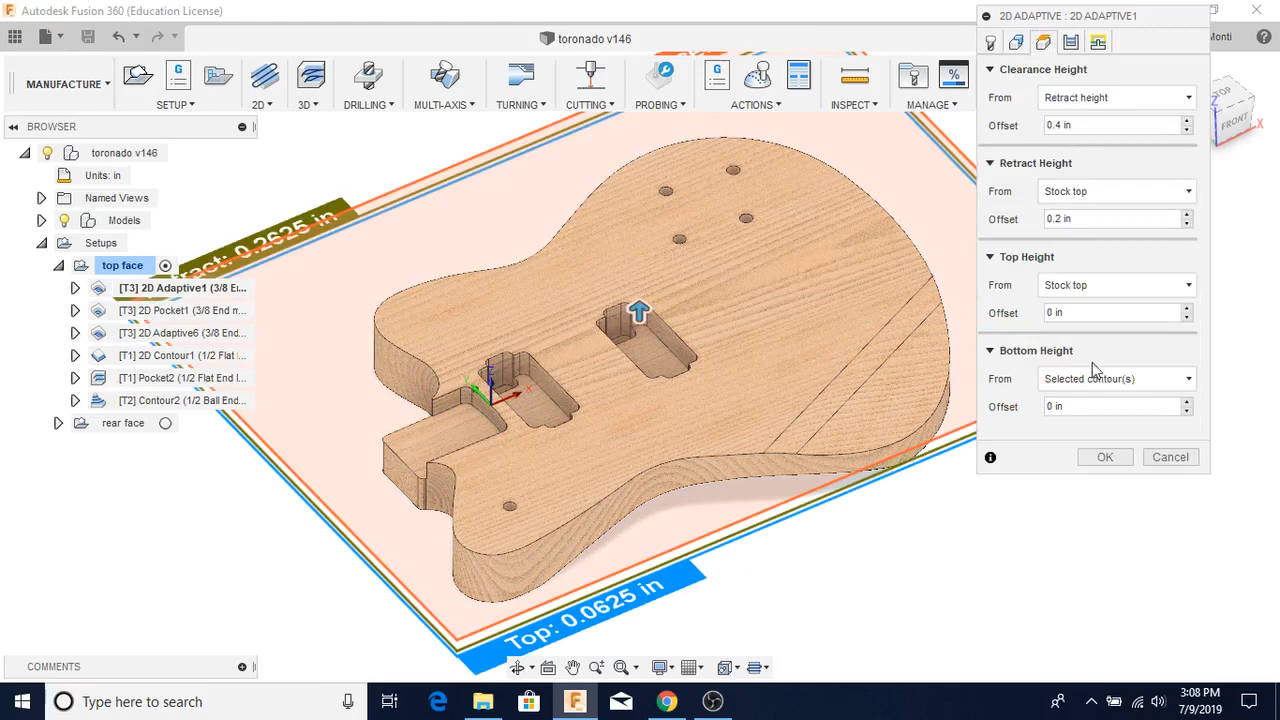 Autodesk Fusion 360 (Education License)
toronado v146
Monti
MANUFACTURE
SETUP
2D
3D
DRILLING
MULTI-AXIS
TURNING
CUTTING
PROBING
ACTIONS
INSPECT
MANAGE
BROWSER
toronado v146
Units: in
Named Views
Models
Setups
top face
[T3] 2D Adaptive1 (3/8 E...
[T3] 2D Pocket1 (3/8 End m...
[T3] 2D Adaptive6 (3/8 End...
[T1] 2D Contour1 (1/2 Flat ...
[T1] Pocket2 (1/2 Flat End I...
[T2] Contour2 (1/2 Ball End...
rear face
COMMENTS
0.2625 in
Top: 0.0625 in
Z
X
TOP
FRONT
Z
X
2D ADAPTIVE : 2D ADAPTIVE1
Clearance Height
From Retract height
Offset 0.4 in
Retract Height
From Stock top
Offset 0.2 in
Top Height
From Stock top
Offset 0 in
Bottom Height
From Selected contour(s)
Offset 0 in
OK Cancel
Type here to search
3:08 PM
7/9/2019